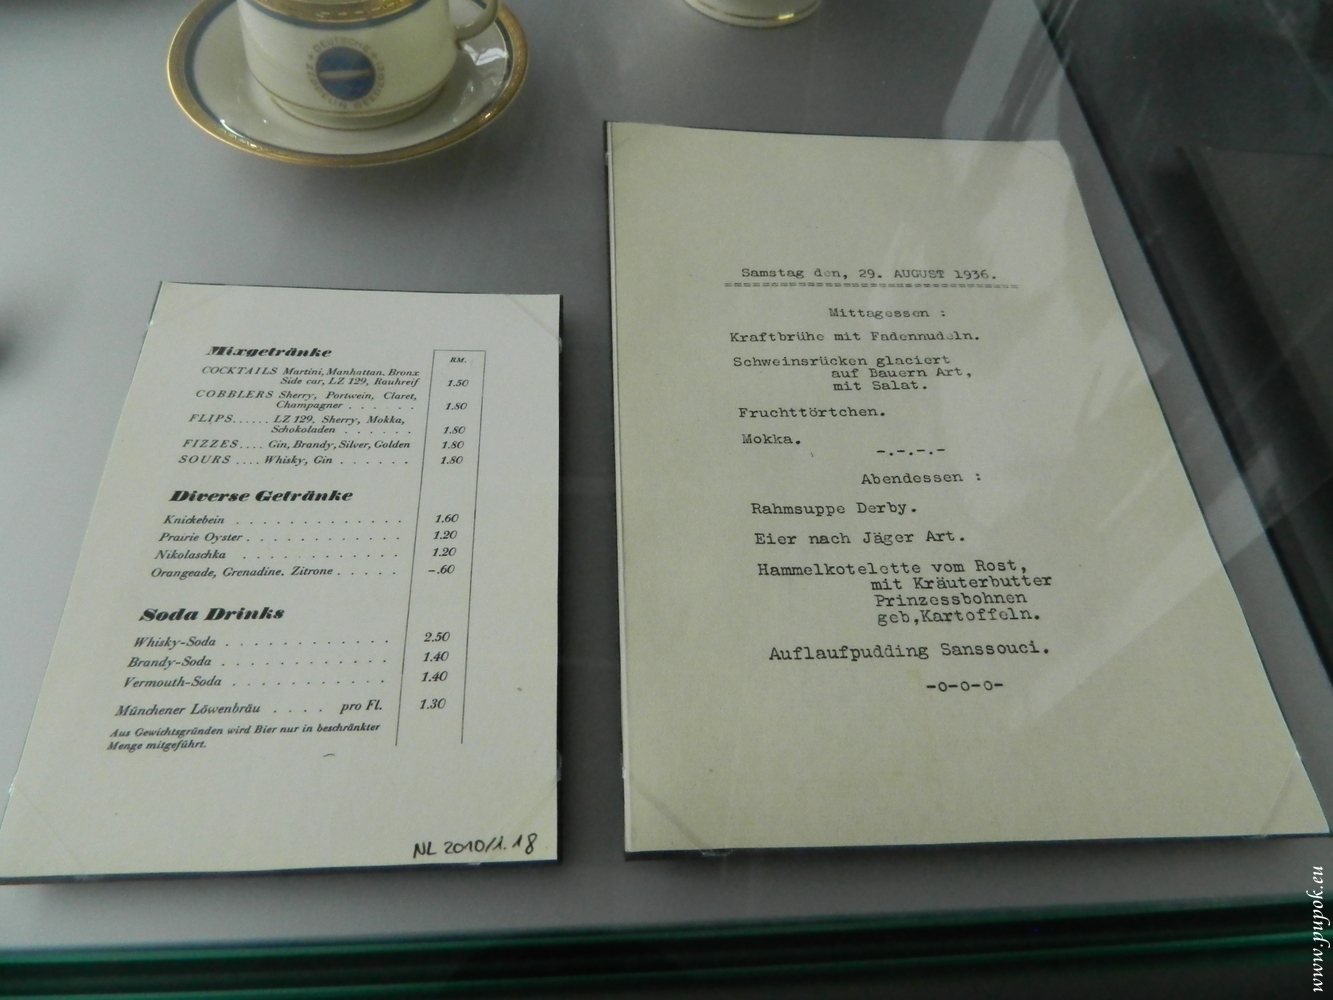 DEUTSCHE ZEPPELIN REEDEREI
Mixgetränke
RM.
COCKTAILS Martini, Manhattan, Bronx
Side car, LZ 129, Rauhreif 1.50
COBBLERS Sherry, Portwein, Claret,
Champagner . . . . . . 1.80
FLIPS...... LZ 129, Sherry, Mokka,
Schokoladen . . . . . . 1.80
FIZZES.... Gin, Brandy, Silver, Golden 1.80
SOURS .... Whisky, Gin . . . . . . 1.80
Diverse Getränke
Knickebein . . . . . . . . . . . . 1.60
Prairie Oyster . . . . . . . . . . . . 1.20
Nikolaschka . . . . . . . . . . . . 1.20
Orangeade, Grenadine, Zitrone . . . . . -.60
Soda Drinks
Whisky-Soda . . . . . . . . . . . . 2.50
Brandy-Soda . . . . . . . . . . . . 1.40
Vermouth-Soda . . . . . . . . . . . 1.40
Münchener Löwenbräu . . . . pro Fl. 1.30
Aus Gewichtsgründen wird Bier nur in beschränkter
Menge mitgeführt.
NL 2010/1.18
Samstag den, 29. AUGUST 1936.
==============================
Mittagessen :
Kraftbrühe mit Fadennudeln.
Schweinsrücken glaciert
auf Bauern Art,
mit Salat.
Fruchttörtchen.
Mokka.
-.-.-.-
Abendessen :
Rahmsuppe Derby.
Eier nach Jäger Art.
Hammelkotelette vom Rost,
mit Kräuterbutter
Prinzessbohnen
geb,Kartoffeln.
Auflaufpudding Sanssouci.
-o-o-o-
www.pupok.eu